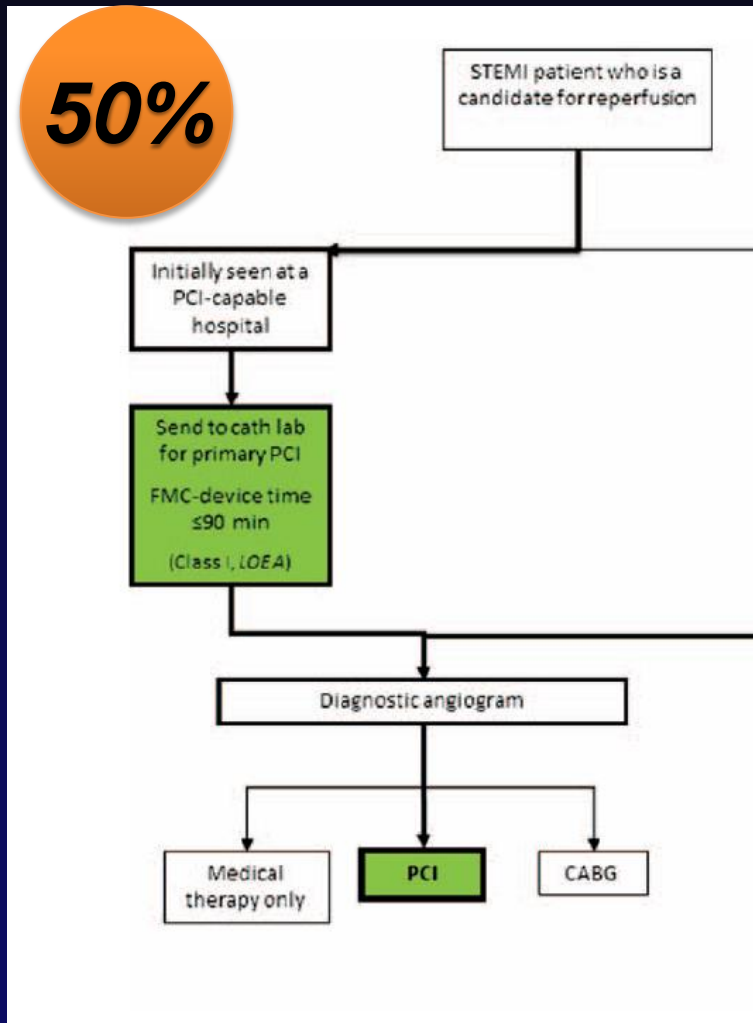 50%
STEMI patient who is a
candidate for reperfusion
Initially seen at a
PCI-capable
hospital
Send to cath lab
for primary PCI
FMC-device time
≤90 min
(Class I, LOE A)
Diagnostic angiogram
Medical
therapy only
PCI
CABG